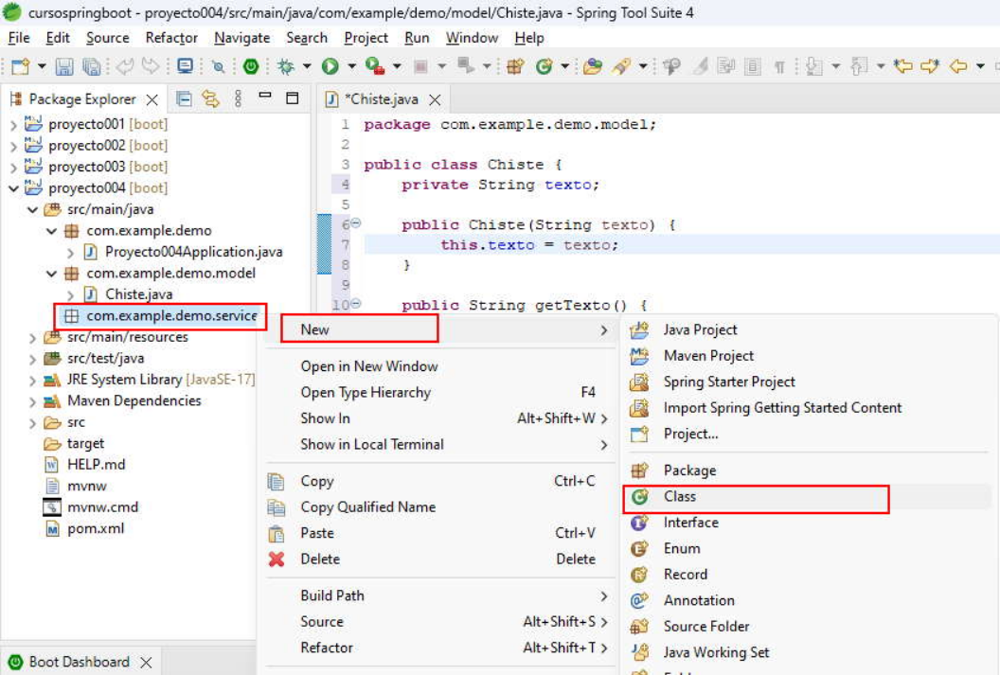 cursospringboot - proyecto004/src/main/java/com/example/demo/model/Chiste.java - Spring Tool Suite 4
File Edit Source Refactor Navigate Search Project Run Window Help
Package Explorer
proyecto001 [boot]
proyecto002 [boot]
proyecto003 [boot]
proyecto004 [boot]
src/main/java
com.example.demo
Proyecto004Application.java
com.example.demo.model
Chiste.java
com.example.demo.service
src/main/resources
src/test/java
JRE System Library [JavaSE-17]
Maven Dependencies
src
target
HELP.md
mvnw
mvnw.cmd
pom.xml
Boot Dashboard
*Chiste.java
1 package com.example.demo.model;
2
3 public class Chiste {
4 private String texto;
5
6 public Chiste(String texto) {
7 this.texto = texto;
8 }
9
10 public String getTexto() {
New
Open in New Window
Open Type Hierarchy F4
Show In Alt+Shift+W
Show in Local Terminal
Copy Ctrl+C
Copy Qualified Name
Paste Ctrl+V
Delete Delete
Build Path
Source Alt+Shift+S
Refactor Alt+Shift+T
Java Project
Maven Project
Spring Starter Project
Import Spring Getting Started Content
Project...
Package
Class
Interface
Enum
Record
Annotation
Source Folder
Java Working Set